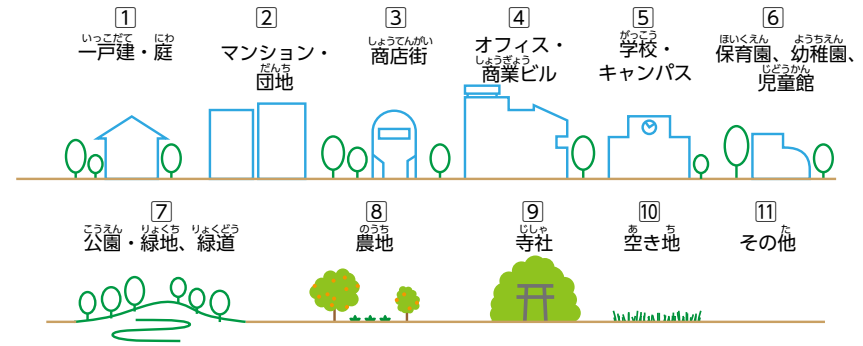 1
いっこだて にわ
一戸建・庭
2
マンション・
だんち
団地
3
しょうてんがい
商店街
4
オフィス・
しょうぎょう
商業ビル
5
がっこう
学校・
キャンパス
6
ほいくえん ようちえん
保育園、幼稚園、
じどうかん
児童館
7
こうえん りょくち りょくどう
公園・緑地、緑道
8
のうち
農地
9
じしゃ
寺社
10
あ ち
空き地
11
た
その他